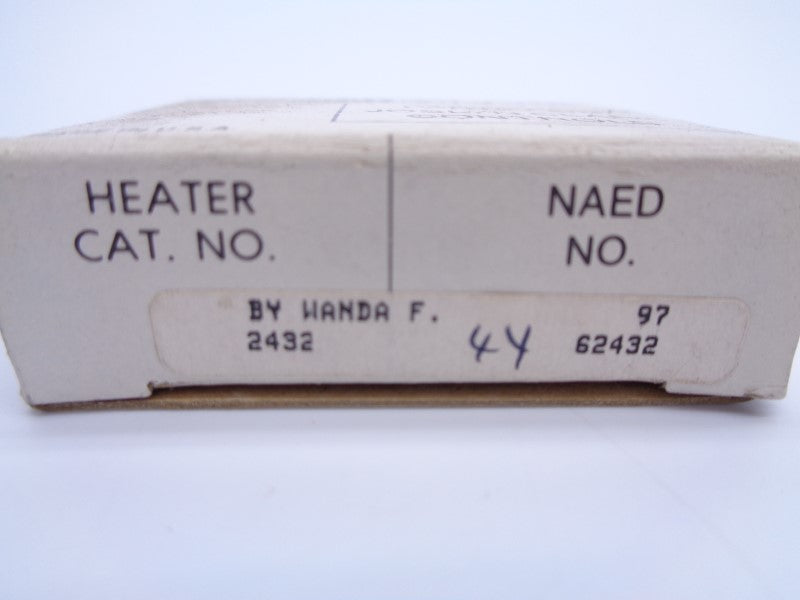 HEATER
CAT. NO.
NAED
NO.
BY WANDA F. 97
2432 44 62432